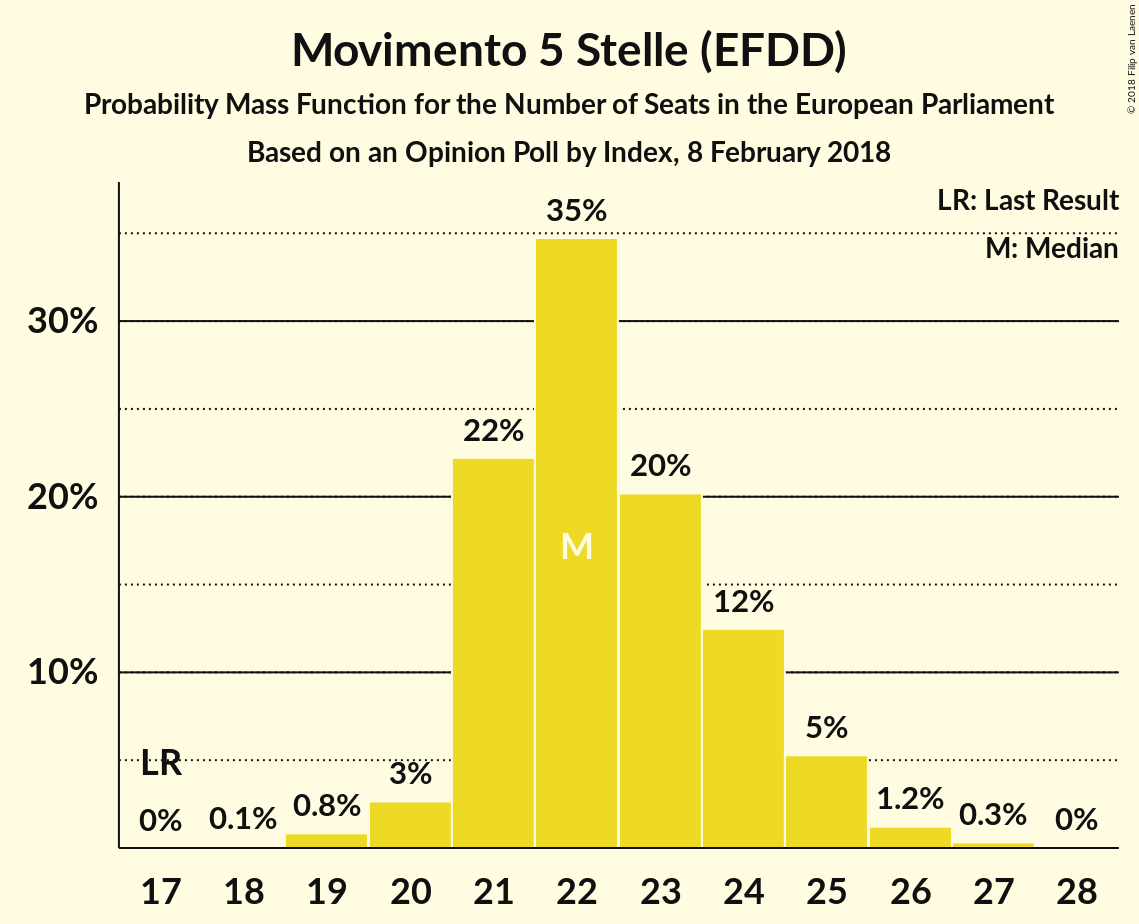 Movimento 5 Stelle (EFDD)
Probability Mass Function for the Number of Seats in the European Parliament
Based on an Opinion Poll by Index, 8 February 2018
© 2018 Filip van Laenen
LR: Last Result
M: Median
35%
30%
22%
20%
20%
M
12%
10%
5%
LR
3%
0%
0.1%
0.8%
1.2%
0.3%
0%
17 18 19 20 21 22 23 24 25 26 27 28